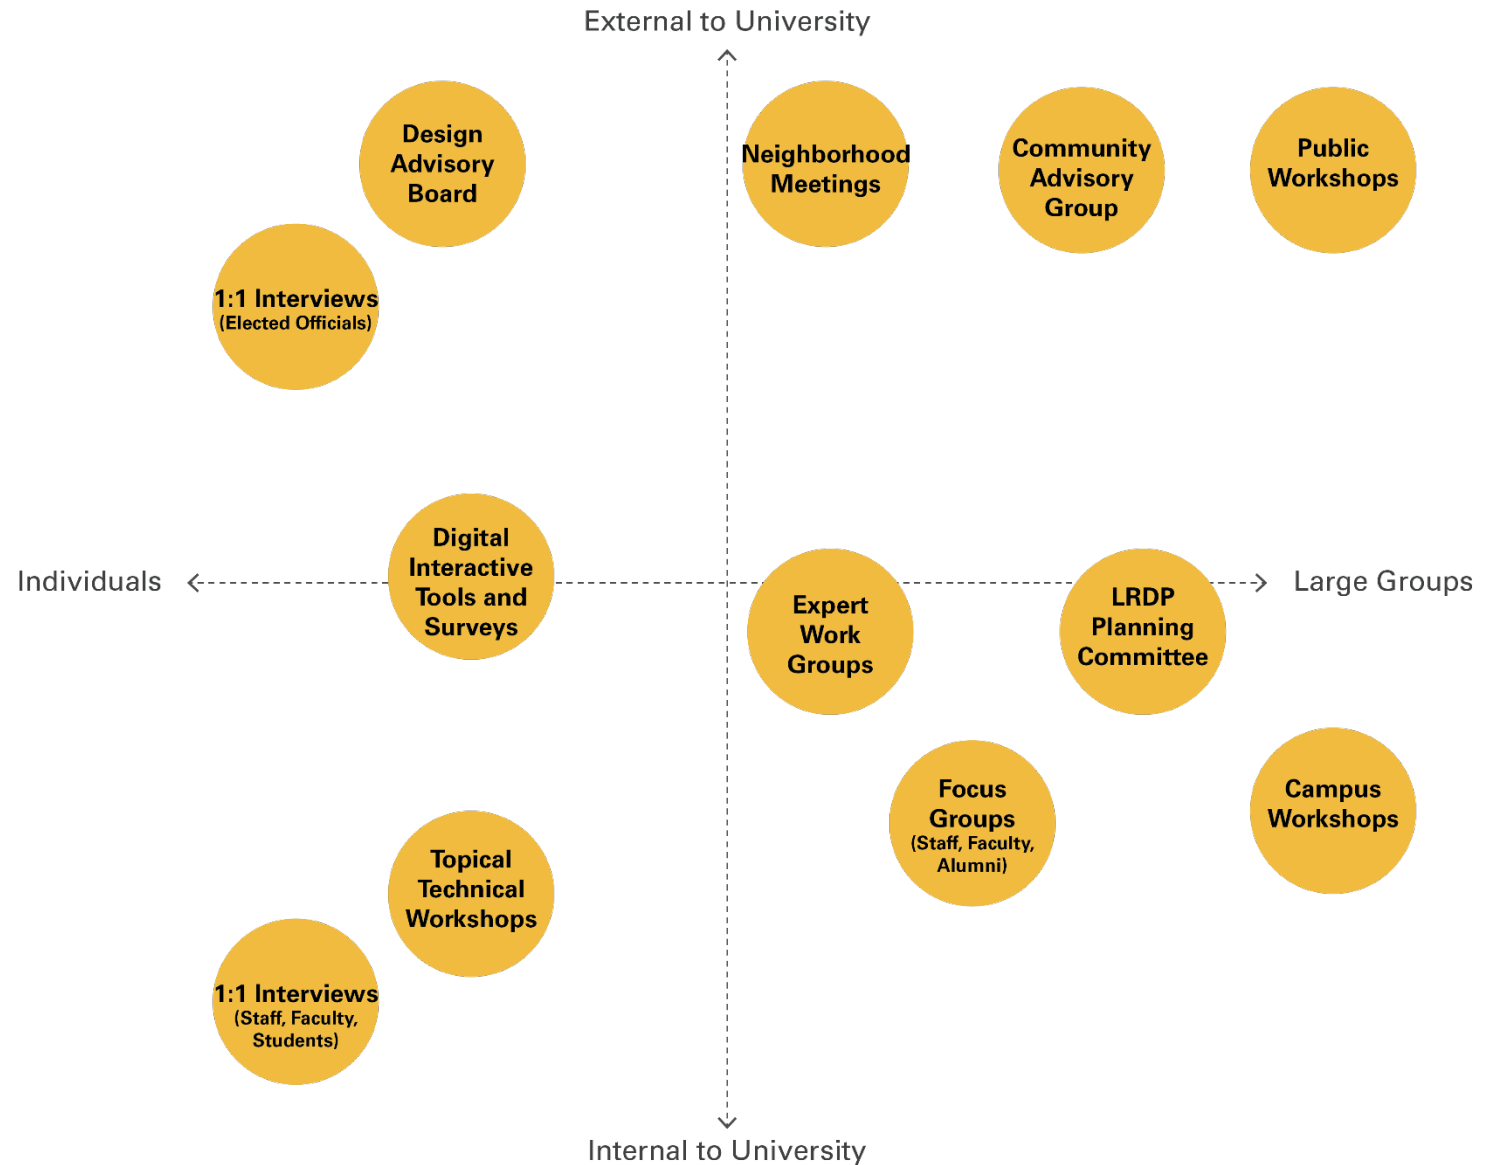 External to University
Design
Advisory
Board
Neighborhood
Meetings
Community
Advisory
Group
Public
Workshops
1:1 Interviews
(Elected Officials)
Individuals
Digital
Interactive
Tools and
Surveys
Expert
Work
Groups
LRDP
Planning
Committee
Large Groups
Focus
Groups
(Staff, Faculty,
Alumni)
Campus
Workshops
Topical
Technical
Workshops
1:1 Interviews
(Staff, Faculty,
Students)
Internal to University